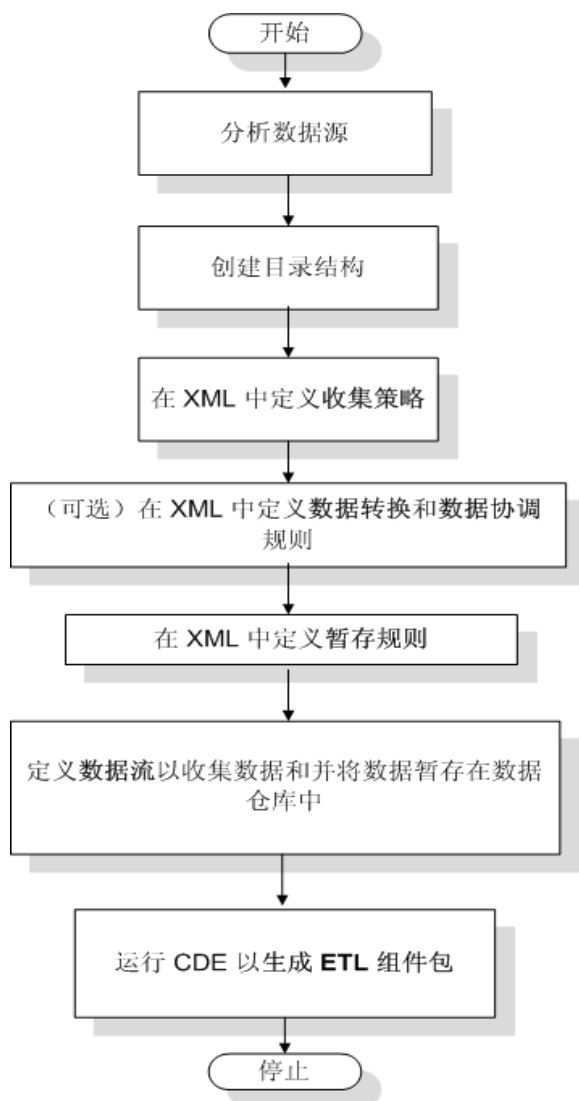 开始
分析数据源
创建目录结构
在 XML 中定义收集策略
（可选）在 XML 中定义数据转换和数据协调
规则
在 XML 中定义暂存规则
定义数据流以收集数据和并将数据暂存在数据
仓库中
运行 CDE 以生成 ETL 组件包
停止